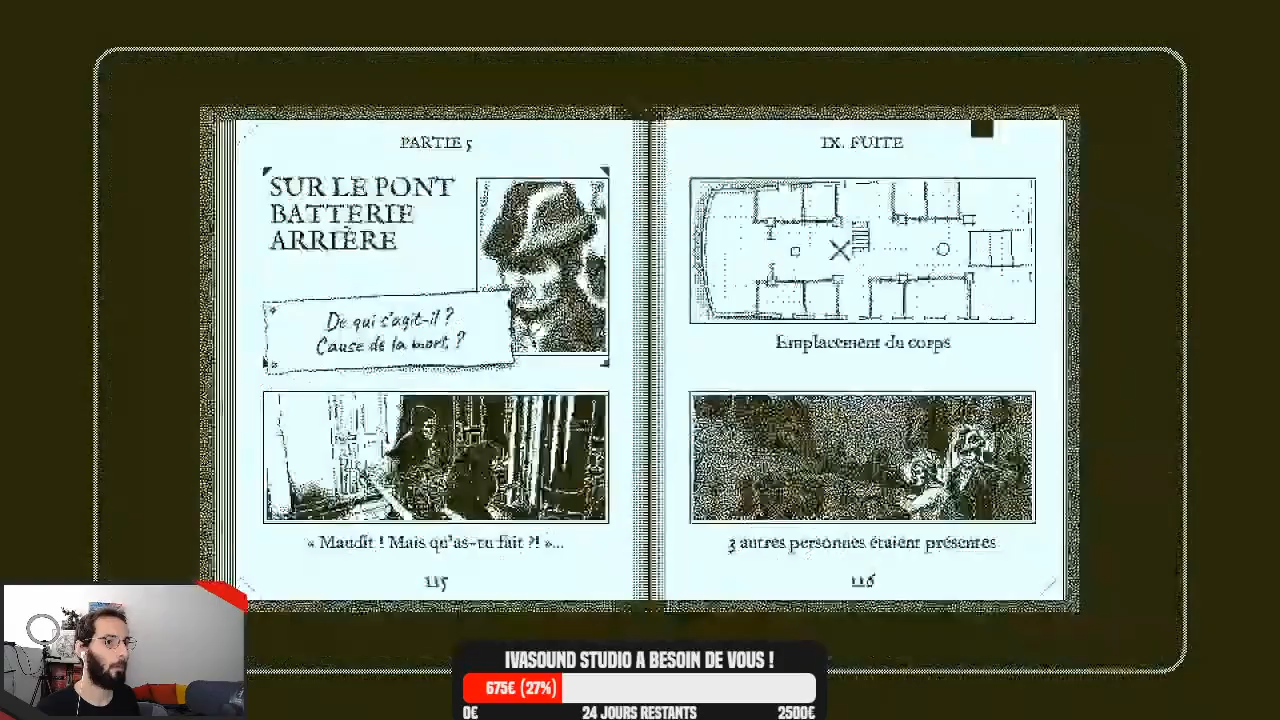 PARTIE 5
SUR LE PONT
BATTERIE
ARRIÈRE
De qui s'agit-il ?
Cause de la mort ?
« Maudit ! Mais qu'as-tu fait ?! »...
115
IX. FUITE
Emplacement du corps
3 autres personnes étaient présentes
116
IVASOUND STUDIO A BESOIN DE VOUS !
675€ (27%)
0€ 24 JOURS RESTANTS 2500€